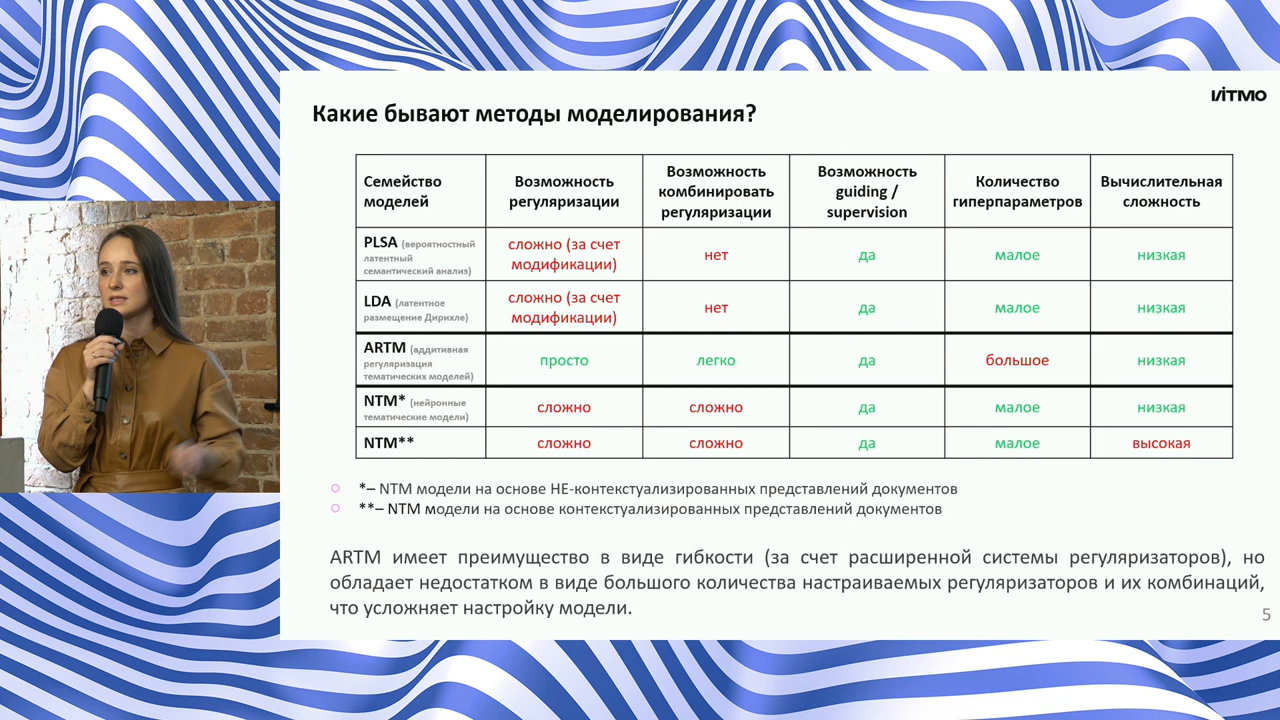 ITMO
Какие бывают методы моделирования?
Семейство моделей
Возможность регуляризации
Возможность комбинировать регуляризации
Возможность guiding / supervision
Количество гиперпараметров
Вычислительная сложность
PLSA (вероятностный латентный семантический анализ)
сложно (за счет модификации)
нет
да
малое
низкая
LDA (латентное размещение Дирихле)
сложно (за счет модификации)
нет
да
малое
низкая
ARTM (аддитивная регуляризация тематических моделей)
просто
легко
да
большое
низкая
NTM* (нейронные тематические модели)
сложно
сложно
да
малое
низкая
NTM**
сложно
сложно
да
малое
высокая
*– NTM модели на основе НЕ-контекстуализированных представлений документов
**– NTM модели на основе контекстуализированных представлений документов
ARTM имеет преимущество в виде гибкости (за счет расширенной системы регуляризаторов), но
обладает недостатком в виде большого количества настраиваемых регуляризаторов и их комбинаций,
что усложняет настройку модели.
5